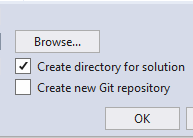 Browse...
Create directory for solution
Create new Git repository
OK